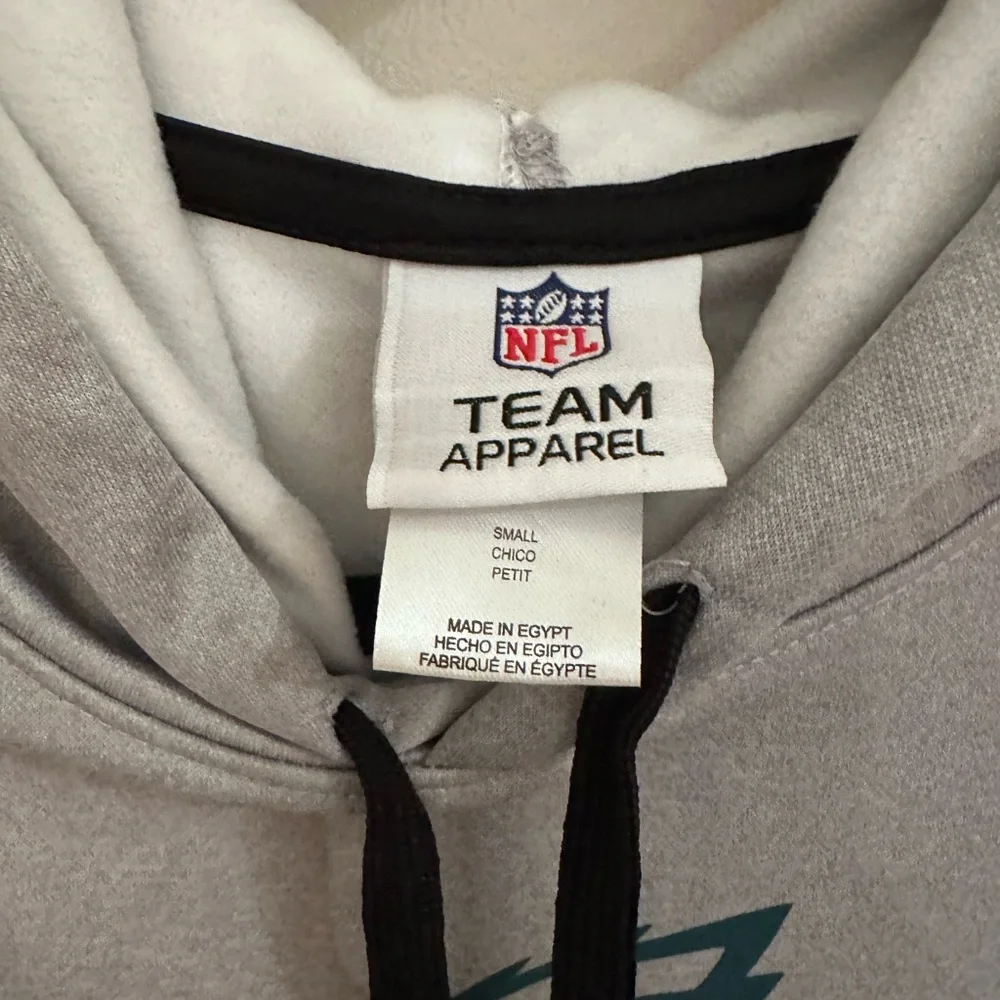 NFL
TEAM
APPAREL
SMALL
CHICO
PETIT
MADE IN EGYPT
HECHO EN EGIPTO
FABRIQUÉ EN ÉGYPTE